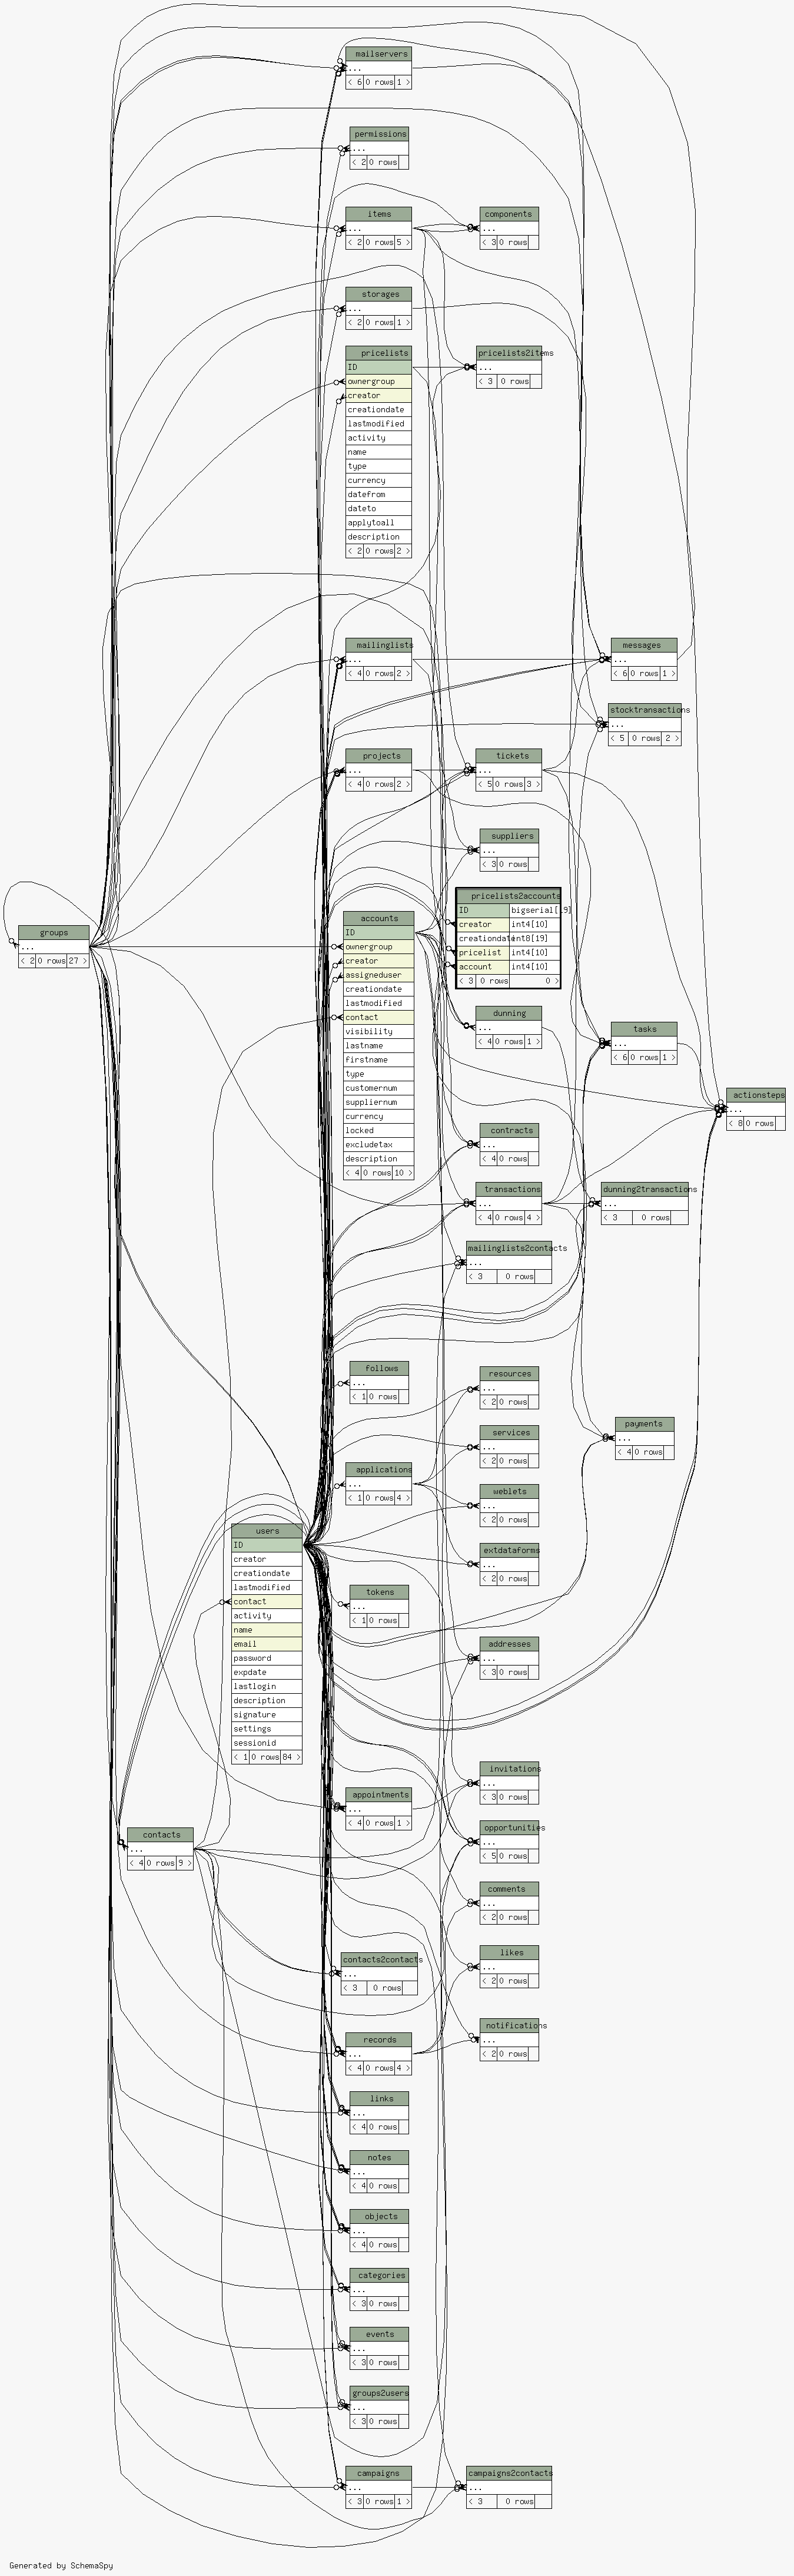 mailservers
...
< 6 0 rows 1 >
permissions
...
< 2 0 rows
items
...
< 2 0 rows 5 >
components
...
< 3 0 rows
storages
...
< 2 0 rows 1 >
pricelists
ID
ownergroup
creator
creationdate
lastmodified
activity
name
type
currency
datefrom
dateto
applytoall
description
< 2 0 rows 2 >
pricelists2items
...
< 3 0 rows
mailinglists
...
< 4 0 rows 2 >
messages
...
< 6 0 rows 1 >
stocktransactions
...
< 5 0 rows 2 >
projects
...
< 4 0 rows 2 >
tickets
...
< 5 0 rows 3 >
suppliers
...
< 3 0 rows
pricelists2accounts
ID bigserial[19]
creator int4[10]
creationdate int8[19]
pricelist int4[10]
account int4[10]
< 3 0 rows 0 >
groups
...
< 2 0 rows 27 >
accounts
ID
ownergroup
creator
assigneduser
creationdate
lastmodified
contact
visibility
lastname
firstname
type
customernum
suppliernum
currency
locked
excludetax
description
< 4 0 rows 10 >
dunning
...
< 4 0 rows 1 >
tasks
...
< 6 0 rows 1 >
actionsteps
...
< 8 0 rows
contracts
...
< 4 0 rows
transactions
...
< 4 0 rows 4 >
dunning2transactions
...
< 3 0 rows
mailinglists2contacts
...
< 3 0 rows
follows
...
< 1 0 rows
resources
...
< 2 0 rows
services
...
< 2 0 rows
payments
...
< 4 0 rows
applications
...
< 1 0 rows 4 >
weblets
...
< 2 0 rows
extdataforms
...
< 2 0 rows
users
ID
creator
creationdate
lastmodified
contact
activity
name
email
password
expdate
lastlogin
description
signature
settings
sessionid
< 1 0 rows 84 >
tokens
...
< 1 0 rows
addresses
...
< 3 0 rows
invitations
...
< 3 0 rows
appointments
...
< 4 0 rows 1 >
opportunities
...
< 5 0 rows
contacts
...
< 4 0 rows 9 >
comments
...
< 2 0 rows
likes
...
< 2 0 rows
contacts2contacts
...
< 3 0 rows
notifications
...
< 2 0 rows
records
...
< 4 0 rows 4 >
links
...
< 4 0 rows
notes
...
< 4 0 rows
objects
...
< 4 0 rows
categories
...
< 3 0 rows
events
...
< 3 0 rows
groups2users
...
< 3 0 rows
campaigns
...
< 3 0 rows 1 >
campaigns2contacts
...
< 3 0 rows
Generated by SchemaSpy